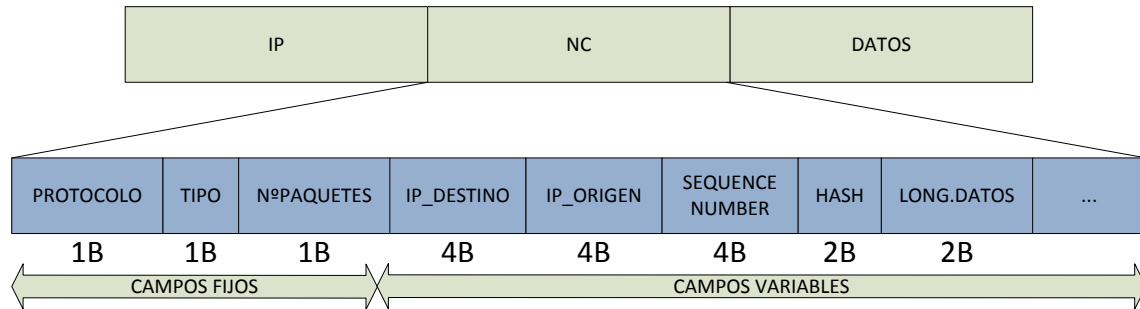 IP NC DATOS
PROTOCOLO TIPO NºPAQUETES IP_DESTINO IP_ORIGEN SEQUENCE NUMBER HASH LONG.DATOS ...
1B 1B 1B 4B 4B 4B 2B 2B
CAMPOS FIJOS CAMPOS VARIABLES